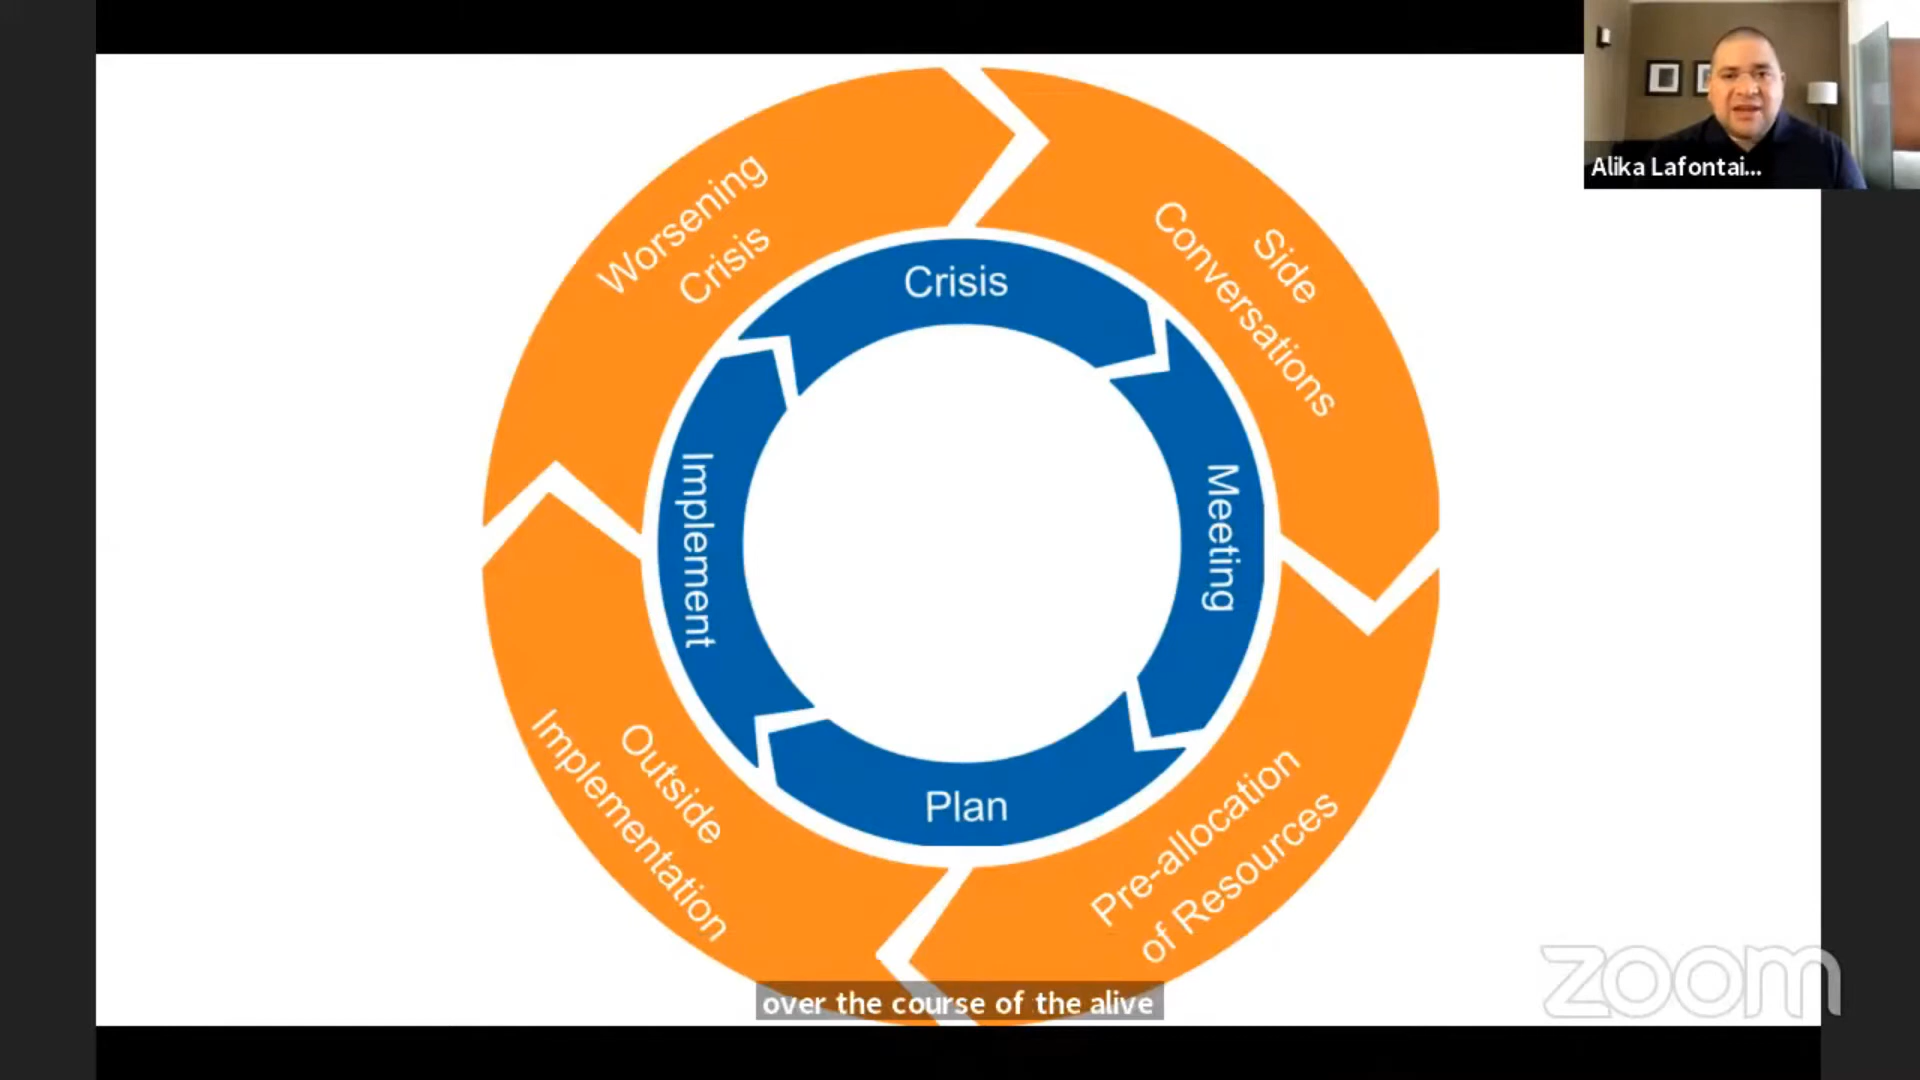 Alika Lafontai...
Worsening
Crisis
Side
Conversations
Crisis
Meeting
Plan
Implement
Pre-allocation
of Resources
Outside
Implementation
over the course of the alive
zoom